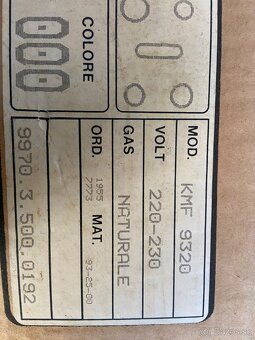 COLORE
000
MOD. KMF 9320
VOLT 220-230
GAS NATURALE
ORD. 1955 MAT. 93-25-00
7773
9970.3.500.0192